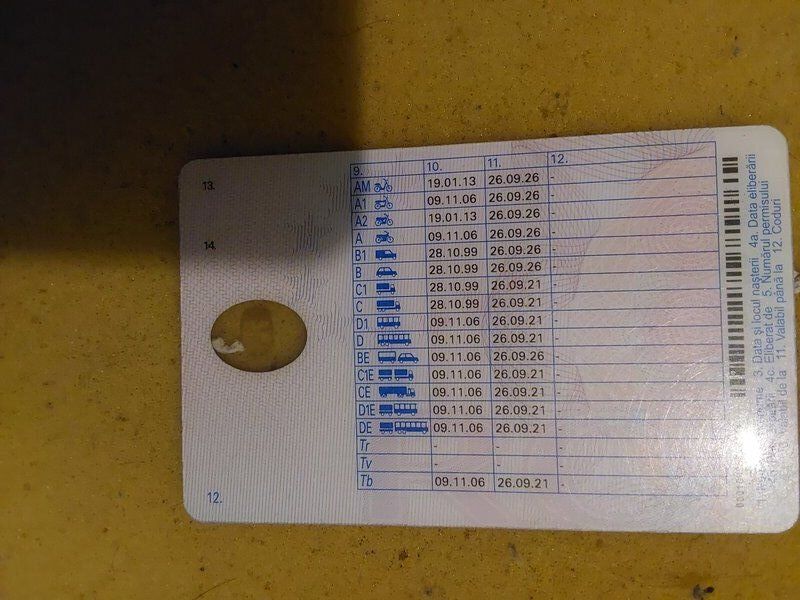 13.
14.
12.
9. 10. 11. 12.
AM 19.01.13 26.09.26 -
A1 09.11.06 26.09.26 -
A2 19.01.13 26.09.26 -
A 09.11.06 26.09.26 -
B1 28.10.99 26.09.26 -
B 28.10.99 26.09.26 -
C1 28.10.99 26.09.21 -
C 28.10.99 26.09.21 -
D1 09.11.06 26.09.21 -
D 09.11.06 26.09.21 -
BE 09.11.06 26.09.26 -
C1E 09.11.06 26.09.21 -
CE 09.11.06 26.09.21 -
D1E 09.11.06 26.09.21 -
DE 09.11.06 26.09.21 -
Tr - - -
Tv - - -
Tb 09.11.06 26.09.21 -
3. Data și locul nașterii 4a. Data eliberării
4c. Eliberat de 5. Numărul permisului
11. Valabil până la 12. Coduri